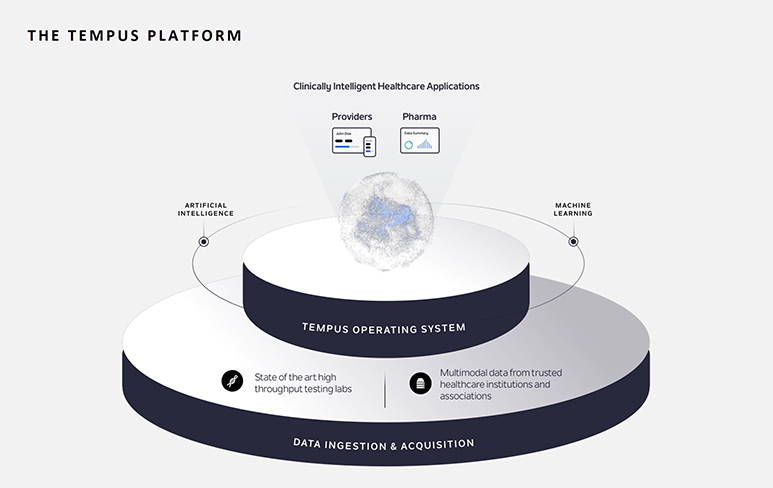 THE TEMPUS PLATFORM
Clinically Intelligent Healthcare Applications
Providers
Pharma
John Doe
Data Summary
ARTIFICIAL
INTELLIGENCE
MACHINE
LEARNING
TEMPUS OPERATING SYSTEM
State of the art high
throughput testing labs
Multimodal data from trusted
healthcare institutions and
associations
DATA INGESTION & ACQUISITION